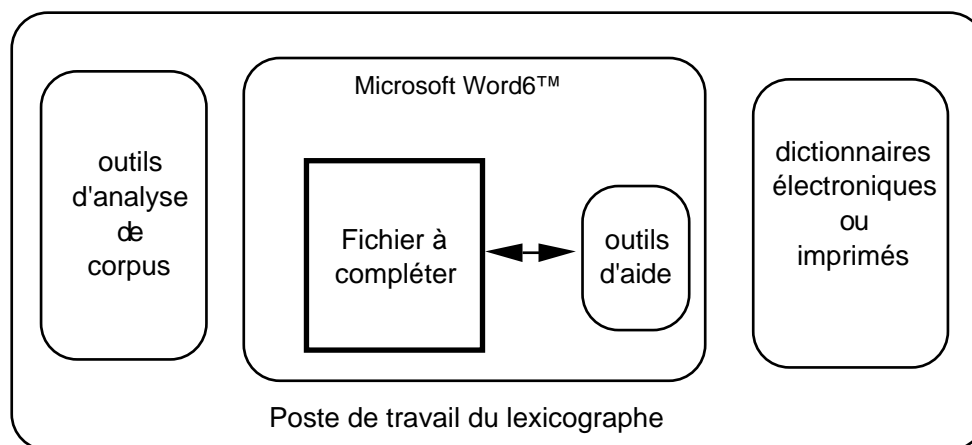 Microsoft Word6™
outils
d'analyse
de
corpus
Fichier à
compléter
outils
d'aide
dictionnaires
électroniques
ou
imprimés
Poste de travail du lexicographe